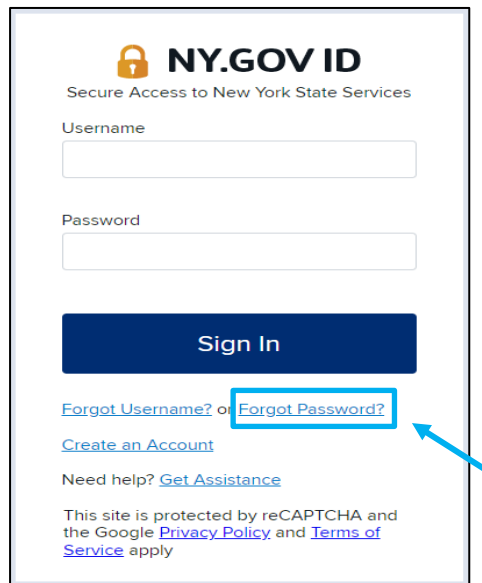 NY.GOV ID
Secure Access to New York State Services
Username
Password
Sign In
Forgot Username? or Forgot Password?
Create an Account
Need help? Get Assistance
This site is protected by reCAPTCHA and
the Google Privacy Policy and Terms of
Service apply